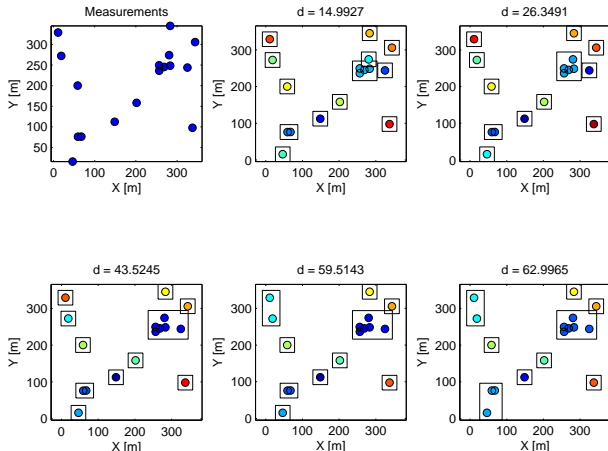 Measurements
d = 14.9927
d = 26.3491
300
250
200
150
100
50
Y [m]
0
100
200
300
X [m]
300
200
100
0
Y [m]
0
100
200
300
X [m]
300
200
100
0
Y [m]
0
100
200
300
X [m]
d = 43.5245
d = 59.5143
d = 62.9965
300
200
100
0
Y [m]
0
100
200
300
X [m]
300
200
100
0
Y [m]
0
100
200
300
X [m]
300
200
100
0
Y [m]
0
100
200
300
X [m]